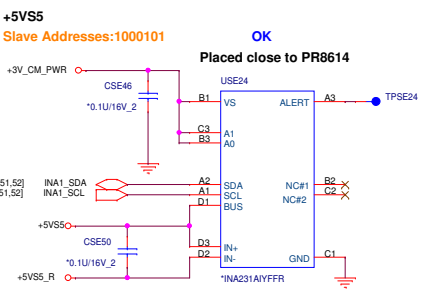 +5VS5
Slave Addresses:1000101
OK
Placed close to PR8614
+3V_CM_PWR
USE24
CSE46
*0.1U/16V_2
B1 VS
ALERT A3
TPSE24
C3 A1
B3 A0
51,52] INA1_SDA
A2 SDA
NC#1 B2
51,52] INA1_SCL
A1 SCL
NC#2 C2
D1 BUS
+5VS5
CSE50
D3 IN+
*0.1U/16V_2
D2 IN-
GND C1
+5VS5_R
*INA231AIYFFR